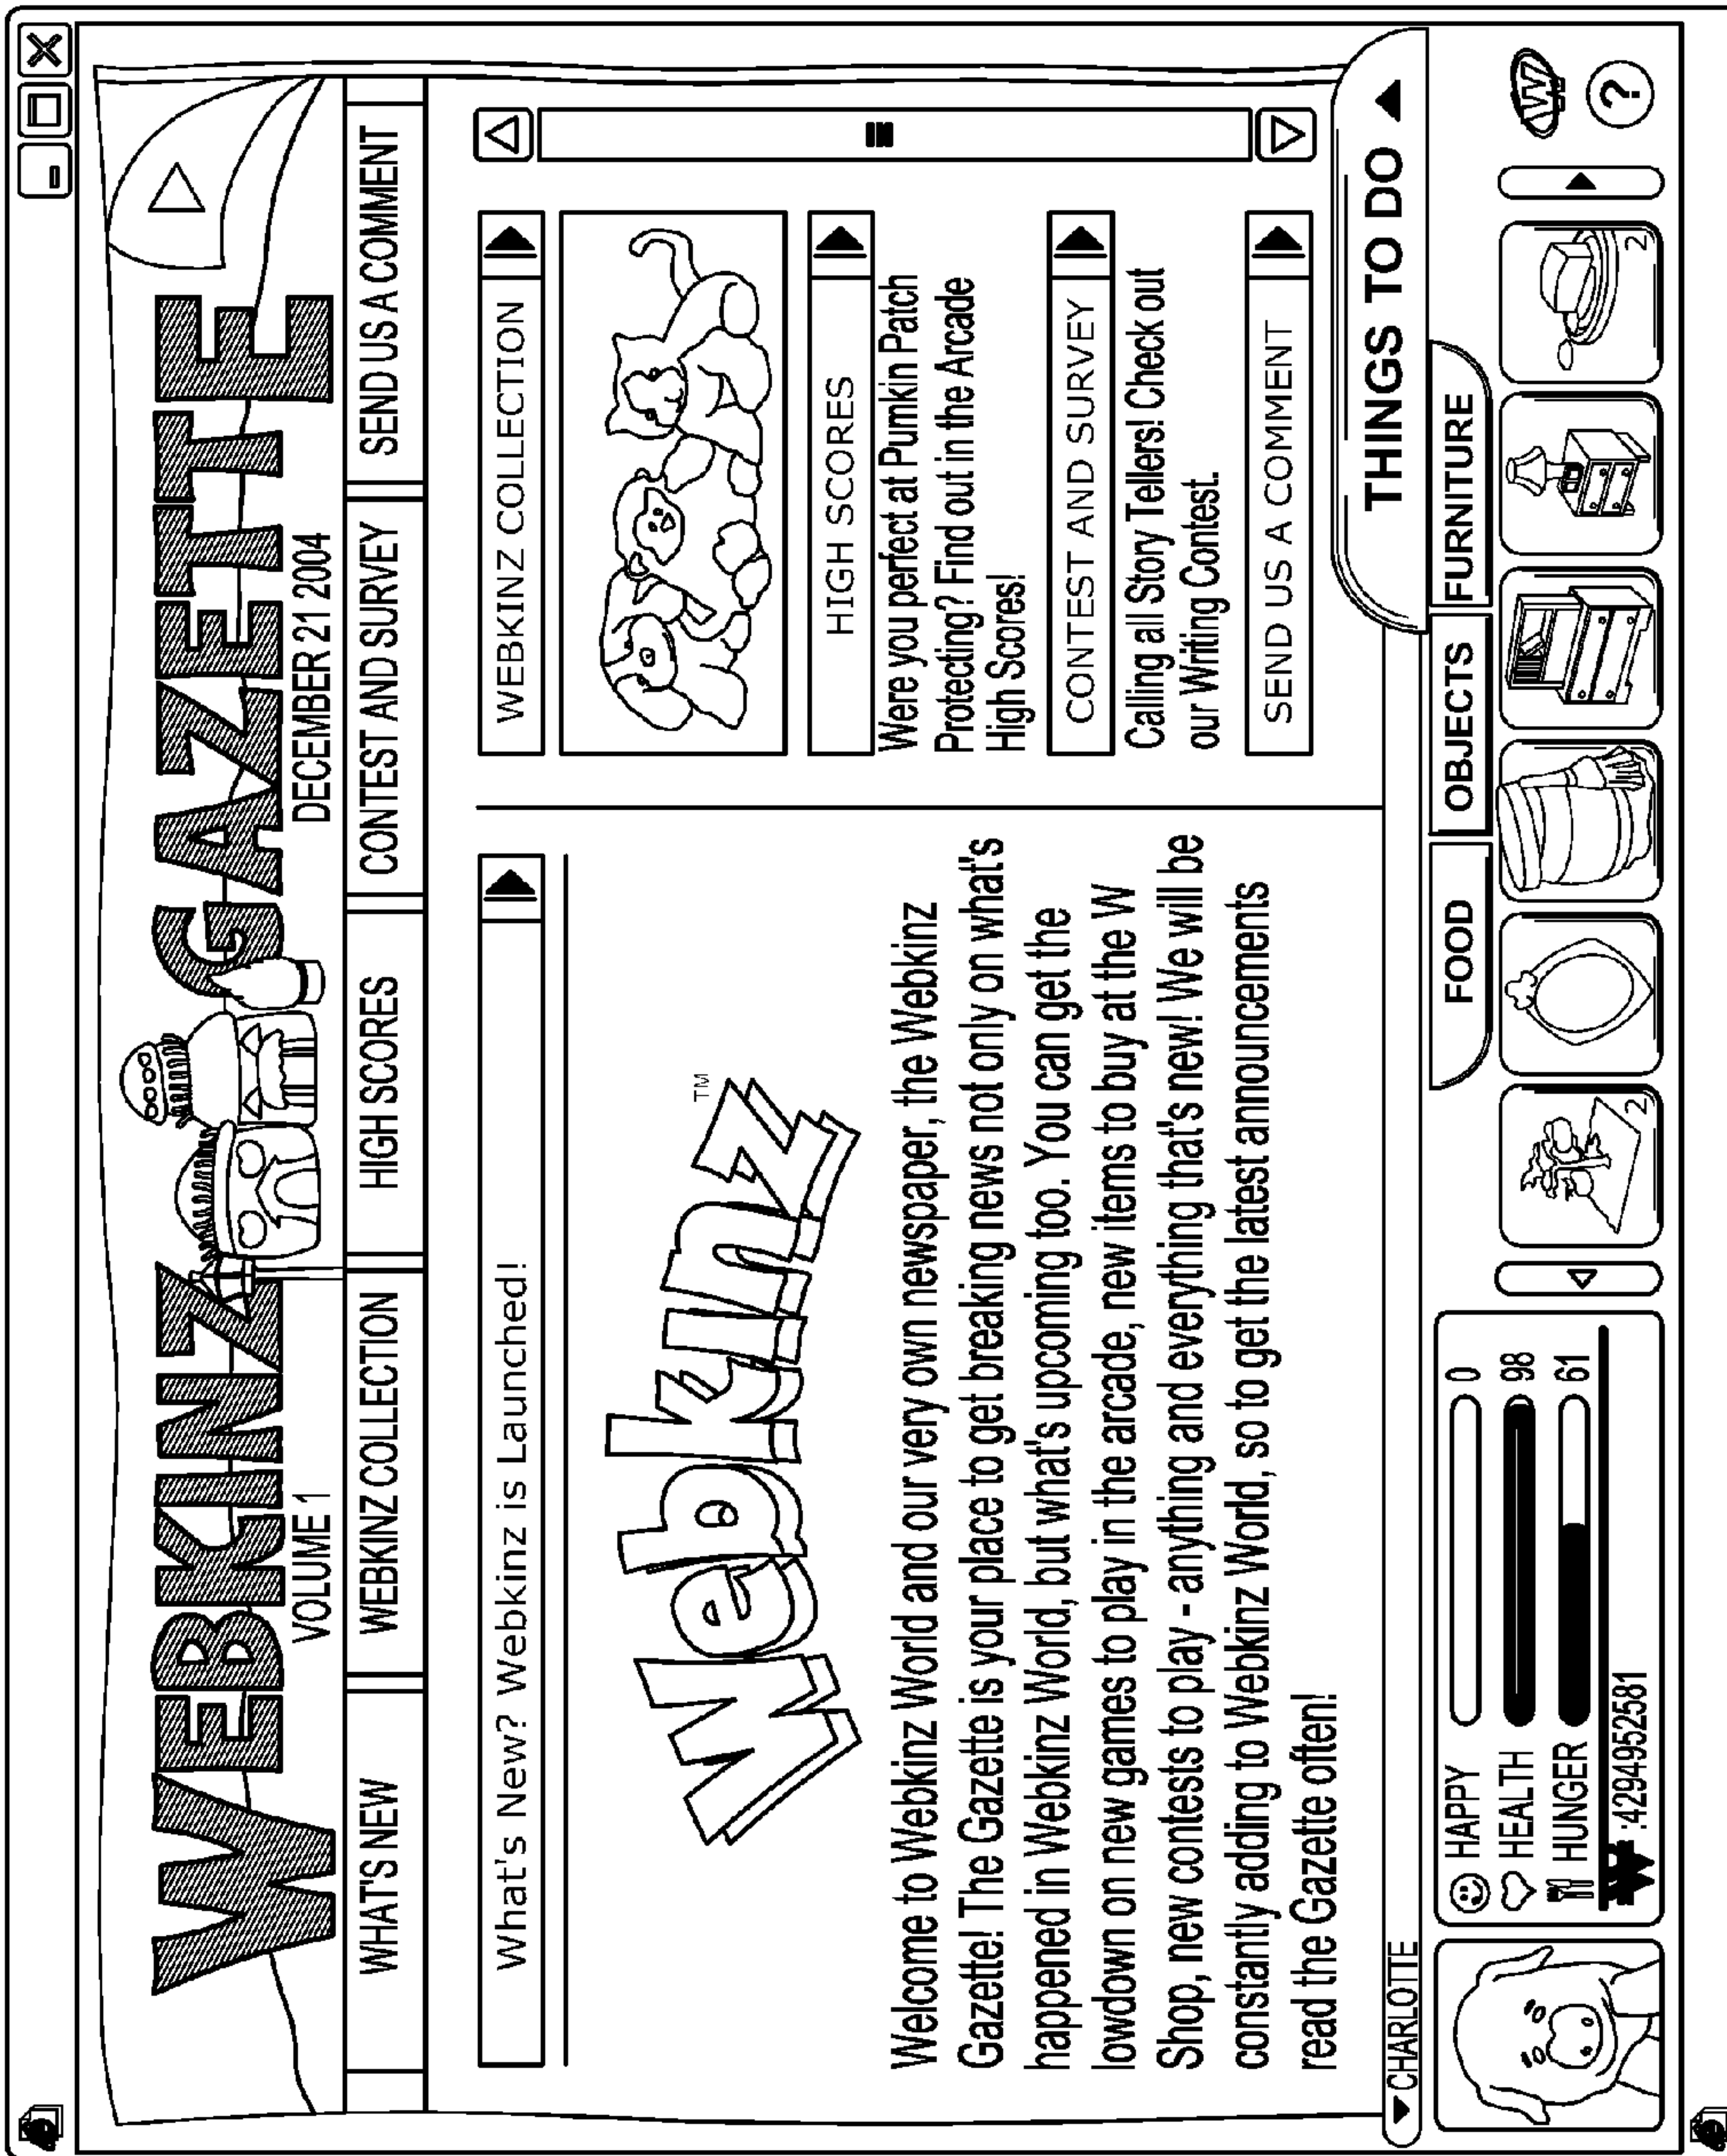 WEBKINZ GAZETTE
VOLUME 1
DECEMBER 21 2004
WHAT'S NEW
WEBKINZ COLLECTION
HIGH SCORES
CONTEST AND SURVEY
SEND US A COMMENT
What's New? Webkinz is Launched!
Webkinz™
Welcome to Webkinz World and our very own newspaper, the Webkinz
Gazette! The Gazette is your place to get breaking news not only on what's
happened in Webkinz World, but what's upcoming too. You can get the
lowdown on new games to play in the arcade, new items to buy at the W
Shop, new contests to play - anything and everything that's new! We will be
constantly adding to Webkinz World, so to get the latest announcements
read the Gazette often!
WEBKINZ COLLECTION
HIGH SCORES
Were you perfect at Pumkin Patch
Protecting? Find out in the Arcade
High Scores!
CONTEST AND SURVEY
Calling all Story Tellers! Check out
our Writing Contest.
SEND US A COMMENT
THINGS TO DO
CHARLOTTE
HAPPY 0
HEALTH 98
HUNGER 61
:4294952581
FOOD
OBJECTS
FURNITURE
2
2
W
?